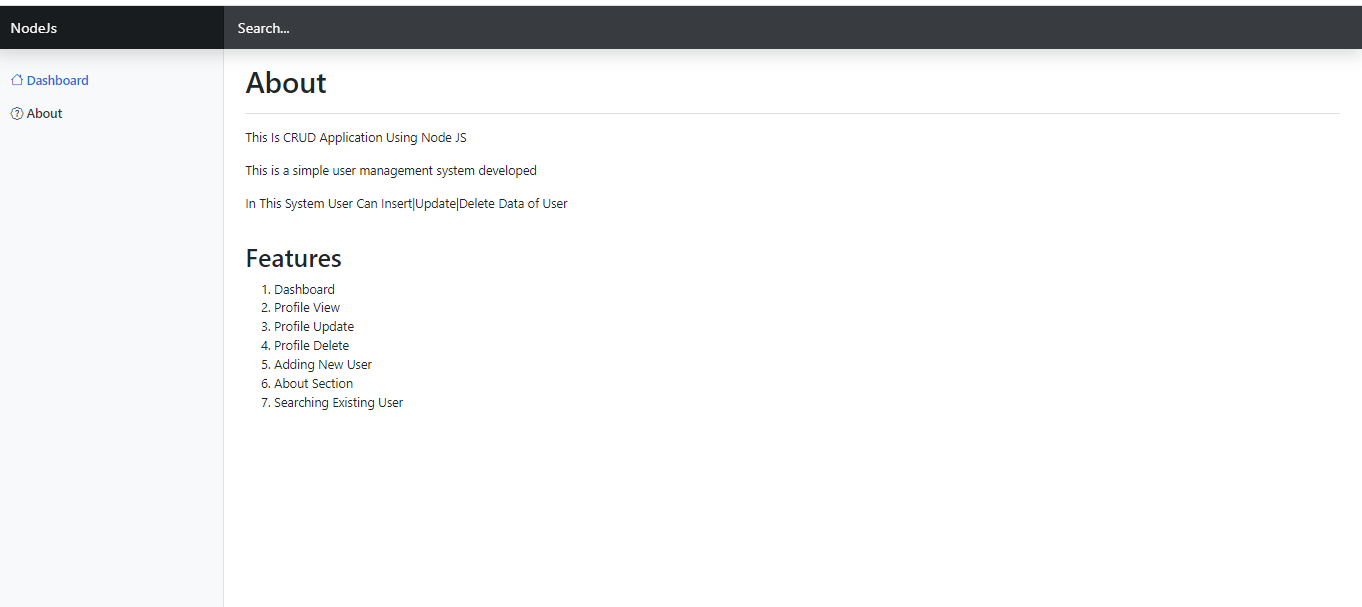 NodeJs
Search...
Dashboard
About
About
This Is CRUD Application Using Node JS
This is a simple user management system developed
In This System User Can Insert|Update|Delete Data of User
Features
1. Dashboard
2. Profile View
3. Profile Update
4. Profile Delete
5. Adding New User
6. About Section
7. Searching Existing User